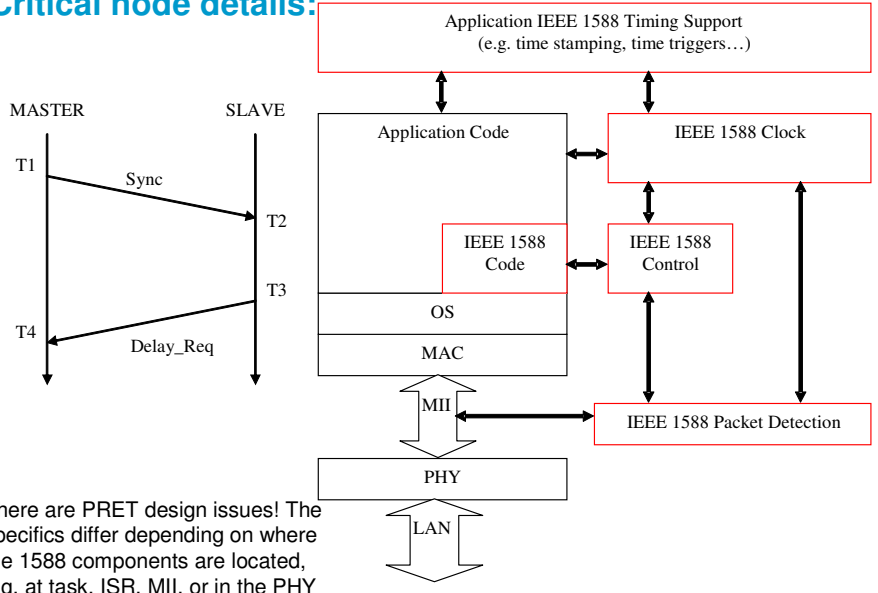 Critical node details:
Application IEEE 1588 Timing Support
(e.g. time stamping, time triggers…)
MASTER
SLAVE
T1
Sync
T2
T3
T4
Delay_Req
Application Code
IEEE 1588 Clock
IEEE 1588
Code
IEEE 1588
Control
OS
MAC
MII
IEEE 1588 Packet Detection
PHY
LAN
here are PRET design issues! The
pecifics differ depending on where
e 1588 components are located,
g. at task, ISR, MII, or in the PHY